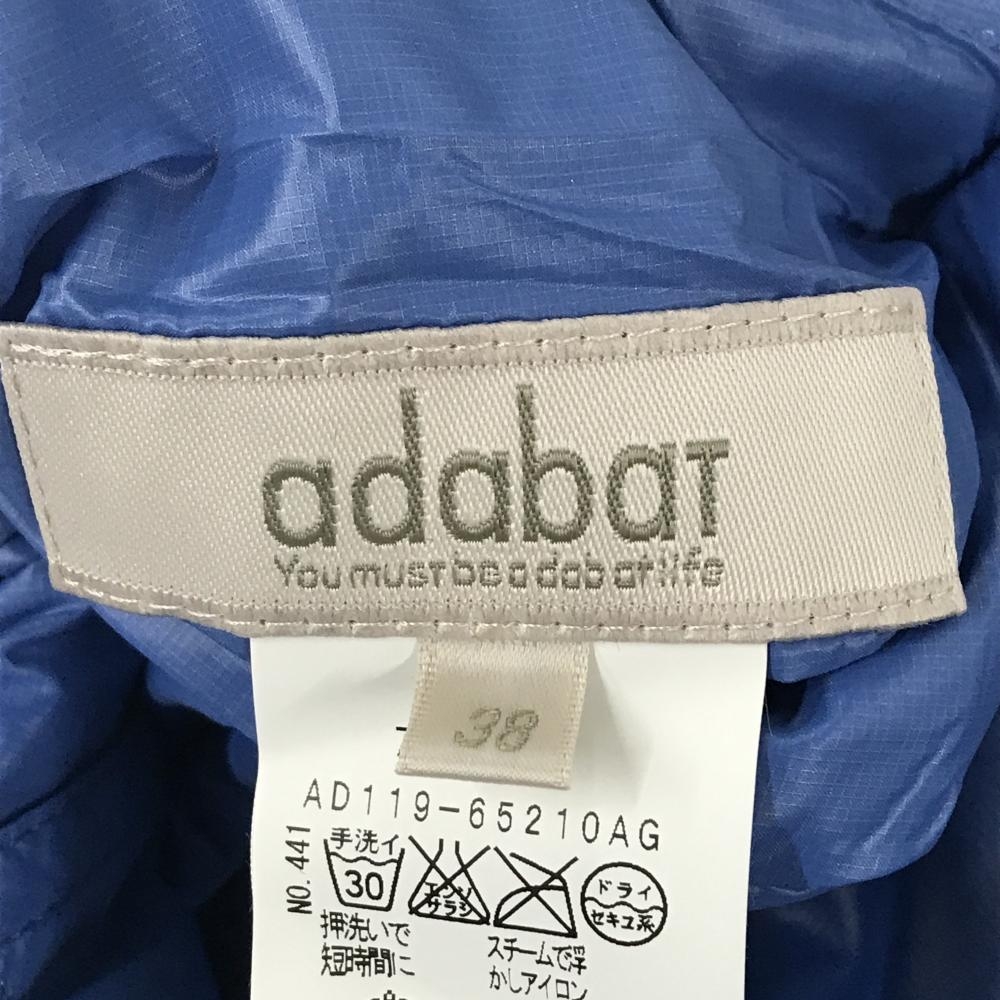 adabat
You must be adabat life
38
AD119-65210AG
NO. 441
手洗イ
30
エンソ
サラシ
ドライ
セキユ系
押洗いで
短時間に
スチームで浮
かしアイロン